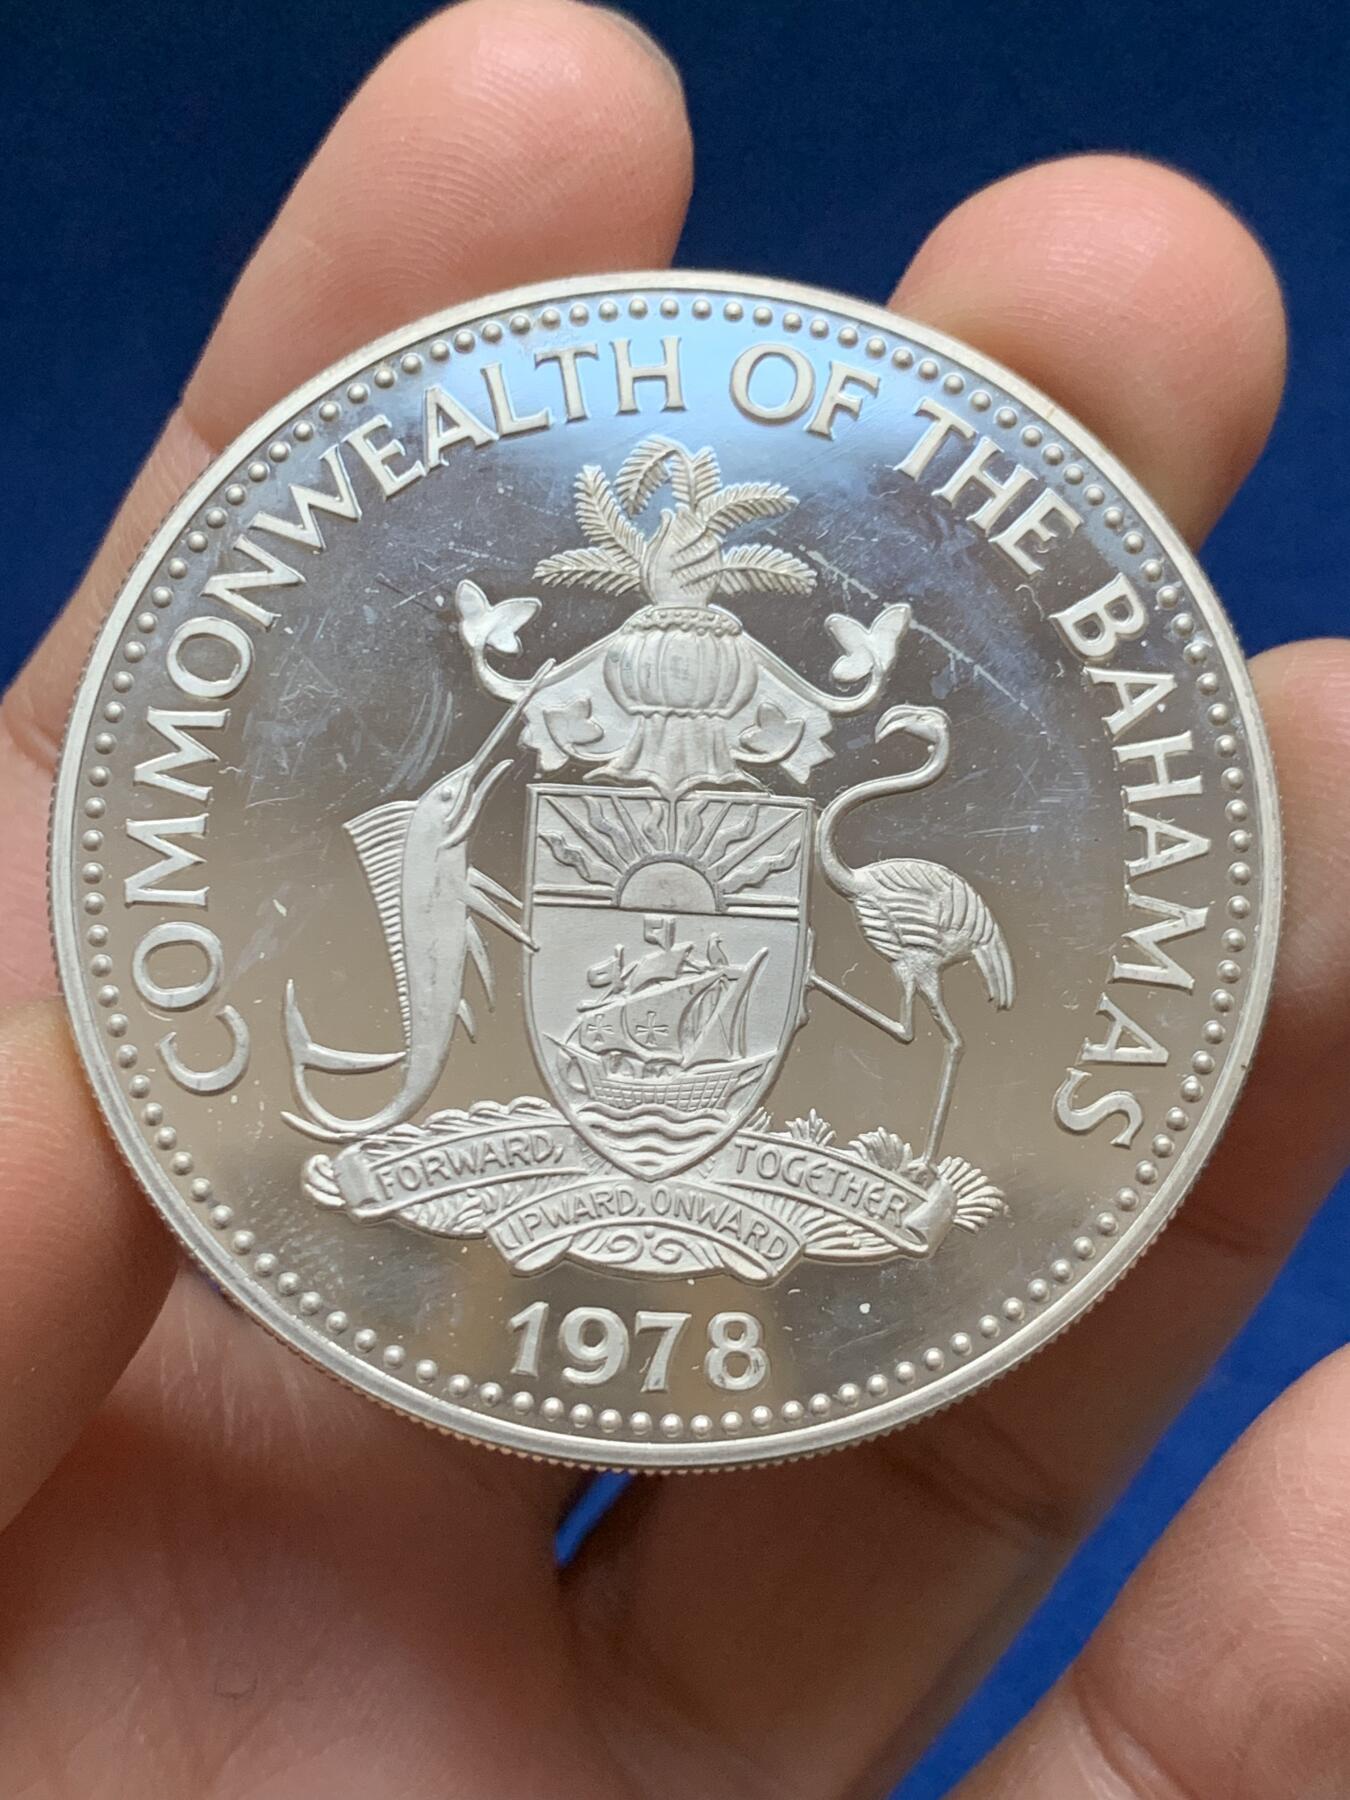 COMMONWEALTH OF THE BAHAMAS
FORWARD,
UPWARD, ONWARD
TOGETHER
1978